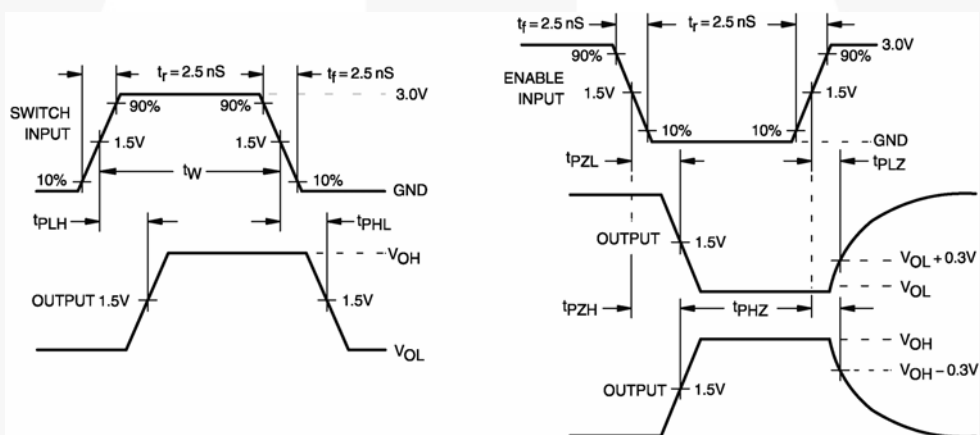 tr = 2.5 nS
tf = 2.5 nS
3.0V
SWITCH
INPUT
90%
90%
1.5V
1.5V
tW
10%
10%
GND
tPLH
tPHL
VOH
OUTPUT 1.5V
1.5V
VOL
tf = 2.5 nS
tr = 2.5 nS
3.0V
90%
90%
ENABLE
INPUT
1.5V
1.5V
10%
10%
GND
tPZL
tPLZ
OUTPUT
1.5V
VOL + 0.3V
VOL
tPZH
tPHZ
VOH
VOH – 0.3V
OUTPUT
1.5V